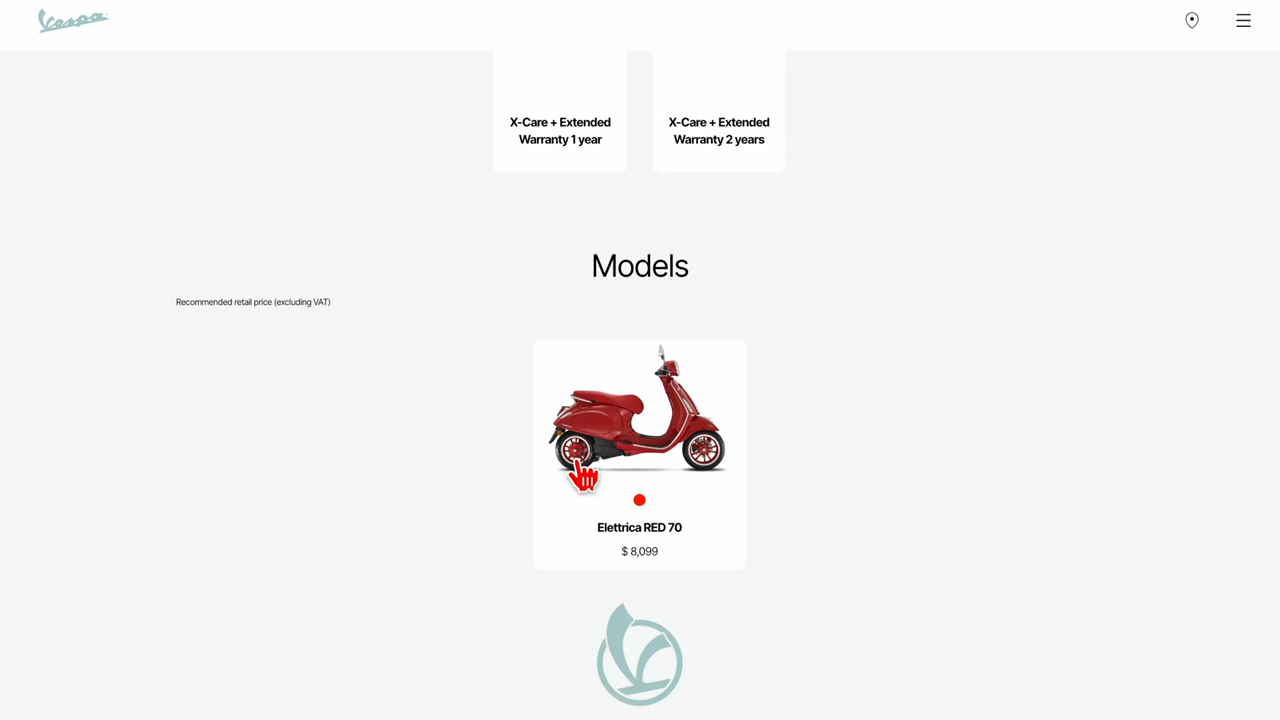 Vespa
X-Care + Extended
Warranty 1 year
X-Care + Extended
Warranty 2 years
Models
Recommended retail price (excluding VAT)
Elettrica RED 70
$ 8,099